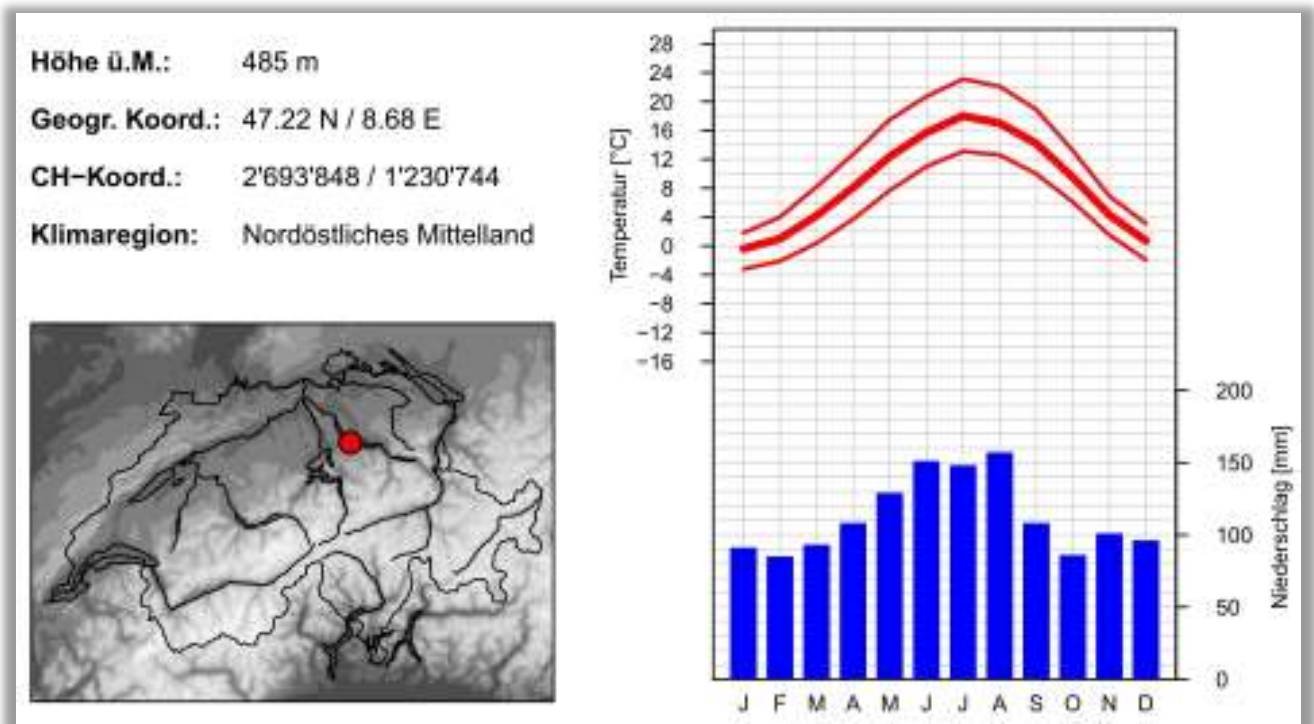 Höhe ü.M.: 485 m
Geogr. Koord.: 47.22 N / 8.68 E
CH−Koord.: 2'693'848 / 1'230'744
Klimaregion: Nordöstliches Mittelland
Temperatur [°C]
28
24
20
16
12
8
4
0
−4
−8
−12
−16
200
150
100
50
0
Niederschlag [mm]
J F M A M J J A S O N D